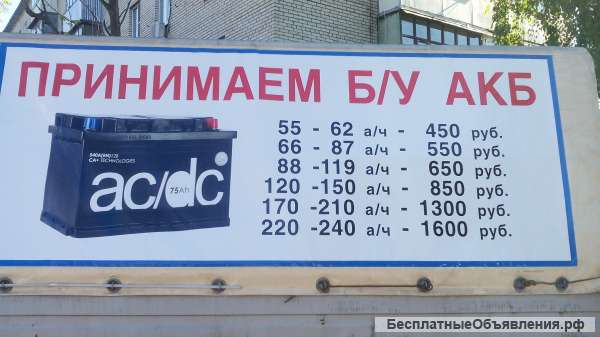 ПРИНИМАЕМ Б/У АКБ
ac/dc
75Ah
55 - 62 а/ч - 450 руб.
66 - 87 а/ч - 550 руб.
88 -119 а/ч - 650 руб.
120 -150 а/ч - 850 руб.
170 -210 а/ч - 1300 руб.
220 -240 а/ч - 1600 руб.
БесплатныеОбъявления.рф